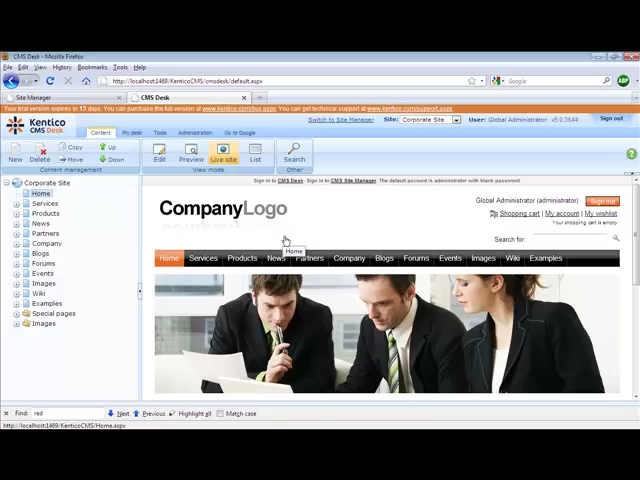 CMS Desk - Mozilla Firefox
File Edit View History Bookmarks Tools Help
http://localhost:1469/KenticoCMS/cmsdesk/default.aspx
Google
ABP
Site Manager
CMS Desk
Your trial version expires in 13 days. You can purchase the full version at www.kentico.com/buy.aspx. You can get technical support at www.kentico.com/support.aspx.
Kentico
CMS Desk
Switch to Site Manager
Site: Corporate Site
User: Global Administrator
v5.0.3644
Sign out
Content My desk Tools Administration Go to Google
New Delete Copy Move Up Down
Content management
Edit Preview Live site List
View mode
Search
Other
Corporate Site
Home
Services
Products
News
Partners
Company
Blogs
Forums
Events
Images
Wiki
Examples
Special pages
Images
Sign in to CMS Desk. Sign in to CMS Site Manager. The default account is administrator with blank password.
CompanyLogo
Global Administrator (administrator) Sign out
Shopping cart | My account | My wishlist
Your shopping cart is empty
Search for:
Home
Home Services Products News Partners Company Blogs Forums Events Images Wiki Examples
Find: red Next Previous Highlight all Match case
http://localhost:1469/KenticoCMS/Home.aspx